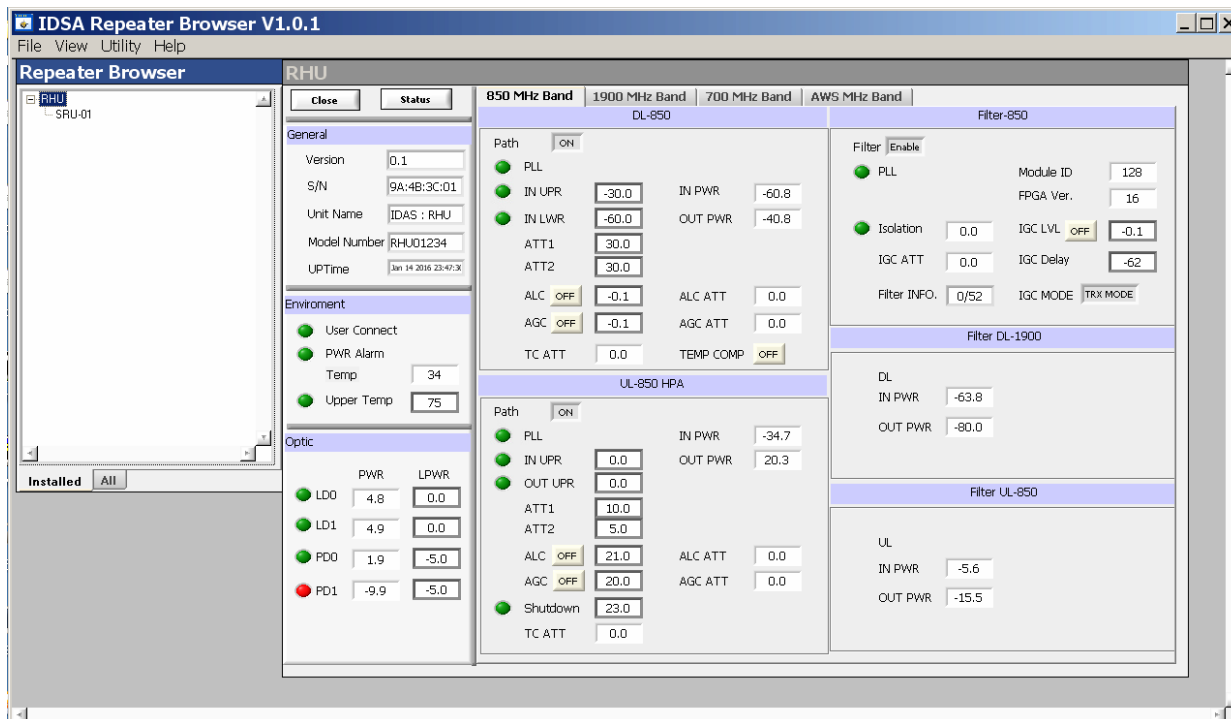 IDSA Repeater Browser V1.0.1
File View Utility Help
Repeater Browser
RHU
SRU-01
Installed All
RHU
Close Status
General
Version 0.1
S/N 9A:4B:3C:01
Unit Name IDAS : RHU
Model Number RHU01234
UPTime Jan 14 2016 23:47:3
Enviroment
User Connect
PWR Alarm
Temp 34
Upper Temp 75
Optic
PWR LPWR
LD0 4.8 0.0
LD1 4.9 0.0
PD0 1.9 -5.0
PD1 -9.9 -5.0
850 MHz Band 1900 MHz Band 700 MHz Band AWS MHz Band
DL-850
Path ON
PLL
IN UPR -30.0 IN PWR -60.8
IN LWR -60.0 OUT PWR -40.8
ATT1 30.0
ATT2 30.0
ALC OFF -0.1 ALC ATT 0.0
AGC OFF -0.1 AGC ATT 0.0
TC ATT 0.0 TEMP COMP OFF
UL-850 HPA
Path ON
PLL IN PWR -34.7
IN UPR 0.0 OUT PWR 20.3
OUT UPR 0.0
ATT1 10.0
ATT2 5.0
ALC OFF 21.0 ALC ATT 0.0
AGC OFF 20.0 AGC ATT 0.0
Shutdown 23.0
TC ATT 0.0
Filter-850
Filter Enable
PLL Module ID 128
FPGA Ver. 16
Isolation 0.0 IGC LVL OFF -0.1
IGC ATT 0.0 IGC Delay -62
Filter INFO. 0/52 IGC MODE TRX MODE
Filter DL-1900
DL
IN PWR -63.8
OUT PWR -80.0
Filter UL-850
UL
IN PWR -5.6
OUT PWR -15.5